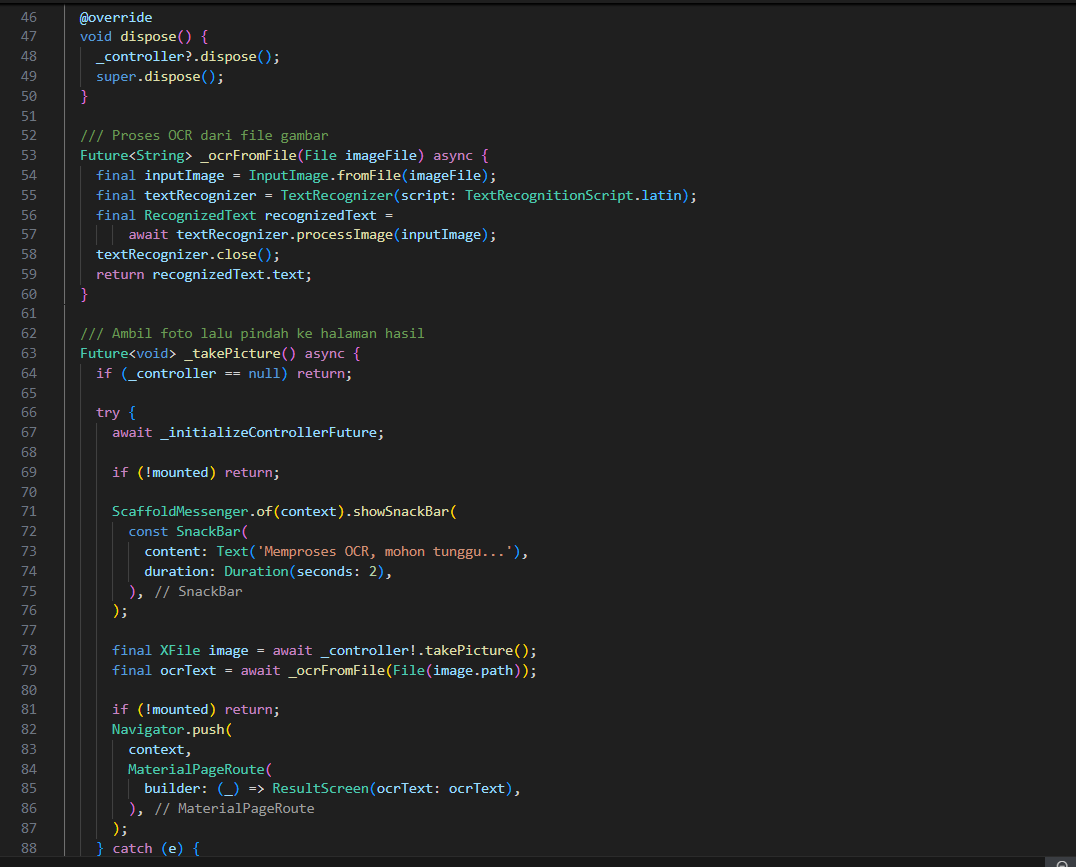 46 @override
47 void dispose() {
48 _controller?.dispose();
49 super.dispose();
50 }
51
52 /// Proses OCR dari file gambar
53 Future<String> _ocrFromFile(File imageFile) async {
54 final inputImage = InputImage.fromFile(imageFile);
55 final textRecognizer = TextRecognizer(script: TextRecognitionScript.latin);
56 final RecognizedText recognizedText =
57 await textRecognizer.processImage(inputImage);
58 textRecognizer.close();
59 return recognizedText.text;
60 }
61
62 /// Ambil foto lalu pindah ke halaman hasil
63 Future<void> _takePicture() async {
64 if (_controller == null) return;
65
66 try {
67 await _initializeControllerFuture;
68
69 if (!mounted) return;
70
71 ScaffoldMessenger.of(context).showSnackBar(
72 const SnackBar(
73 content: Text('Memproses OCR, mohon tunggu...'),
74 duration: Duration(seconds: 2),
75 ), // SnackBar
76 );
77
78 final XFile image = await _controller!.takePicture();
79 final ocrText = await _ocrFromFile(File(image.path));
80
81 if (!mounted) return;
82 Navigator.push(
83 context,
84 MaterialPageRoute(
85 builder: (_) => ResultScreen(ocrText: ocrText),
86 ), // MaterialPageRoute
87 );
88 } catch (e) {